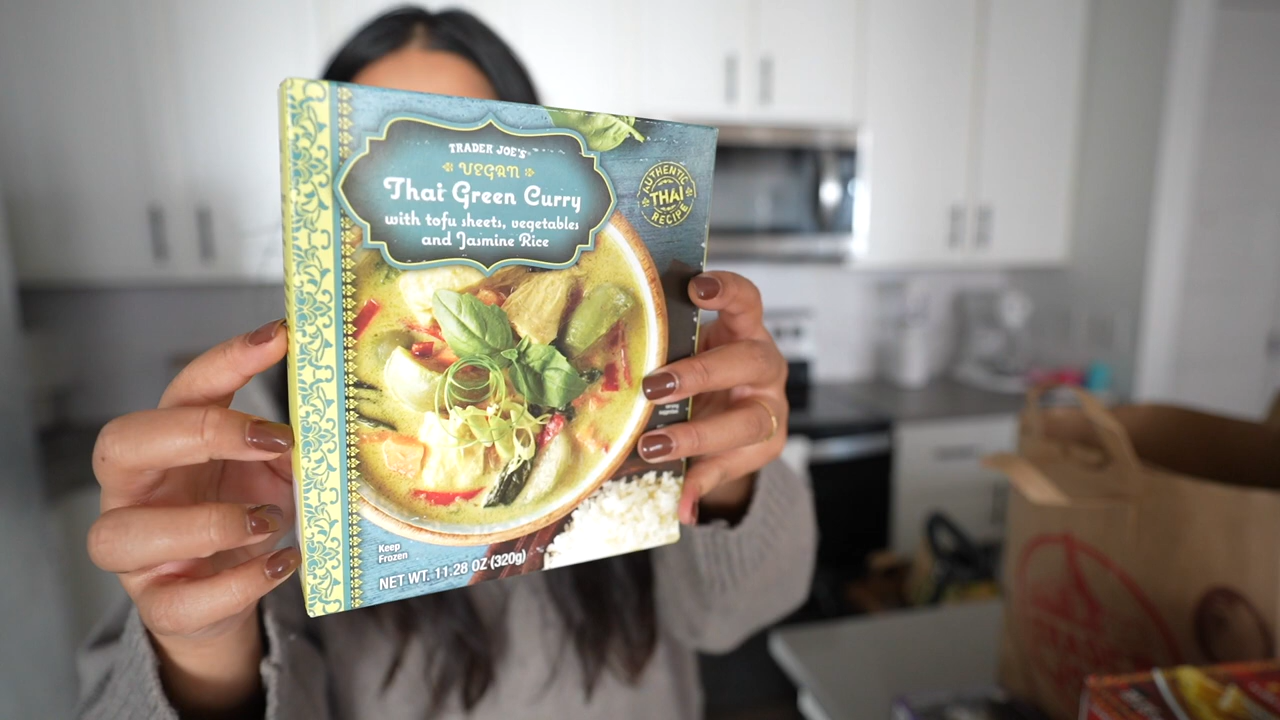 TRADER JOE'S
VEGAN
Thai Green Curry
with tofu sheets, vegetables
and Jasmine Rice
AUTHENTIC
THAI
RECIPE
Keep
Frozen
NET WT. 11.28 OZ (320g)